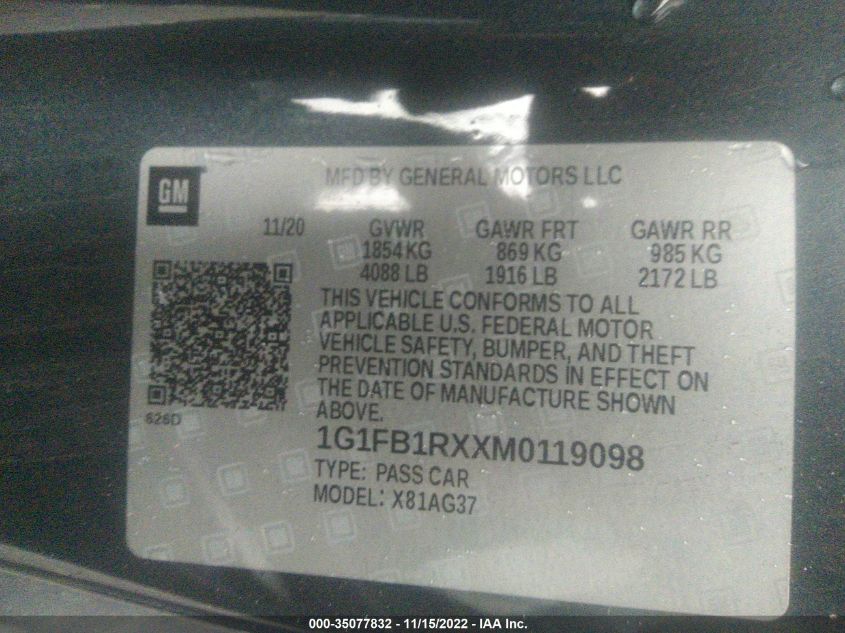 GM
MFD BY GENERAL MOTORS LLC
11/20 GVWR GAWR FRT GAWR RR
1854 KG 869 KG 985 KG
4088 LB 1916 LB 2172 LB
THIS VEHICLE CONFORMS TO ALL
APPLICABLE U.S. FEDERAL MOTOR
VEHICLE SAFETY, BUMPER, AND THEFT
PREVENTION STANDARDS IN EFFECT ON
THE DATE OF MANUFACTURE SHOWN
ABOVE.
626D
1G1FB1RXXM0119098
TYPE: PASS CAR
MODEL: X81AG37
000-35077832 - 11/15/2022 - IAA Inc.